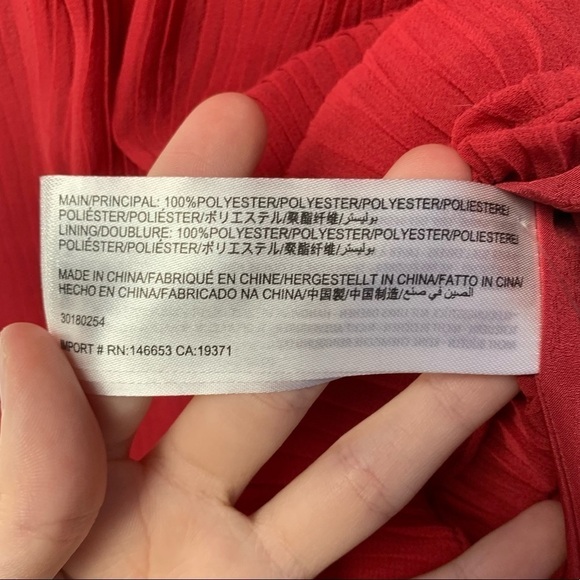 MAIN/PRINCIPAL: 100%POLYESTER/POLYESTER/POLYESTER/POLIESTERE/
POLIÉSTER/POLIÉSTER/ポリエステル/聚酯纤维/بوليستر/
LINING/DOUBLURE: 100%POLYESTER/POLYESTER/POLYESTER/POLIESTERE/
POLIÉSTER/POLIÉSTER/ポリエステル/聚酯纤维/بوليستر/
MADE IN CHINA/FABRIQUÉ EN CHINE/HERGESTELLT IN CHINA/FATTO IN CINA/
HECHO EN CHINA/FABRICADO NA CHINA/中国製/中国制造/الصين في صنع/
30180254
IMPORT # RN:146653 CA:19371